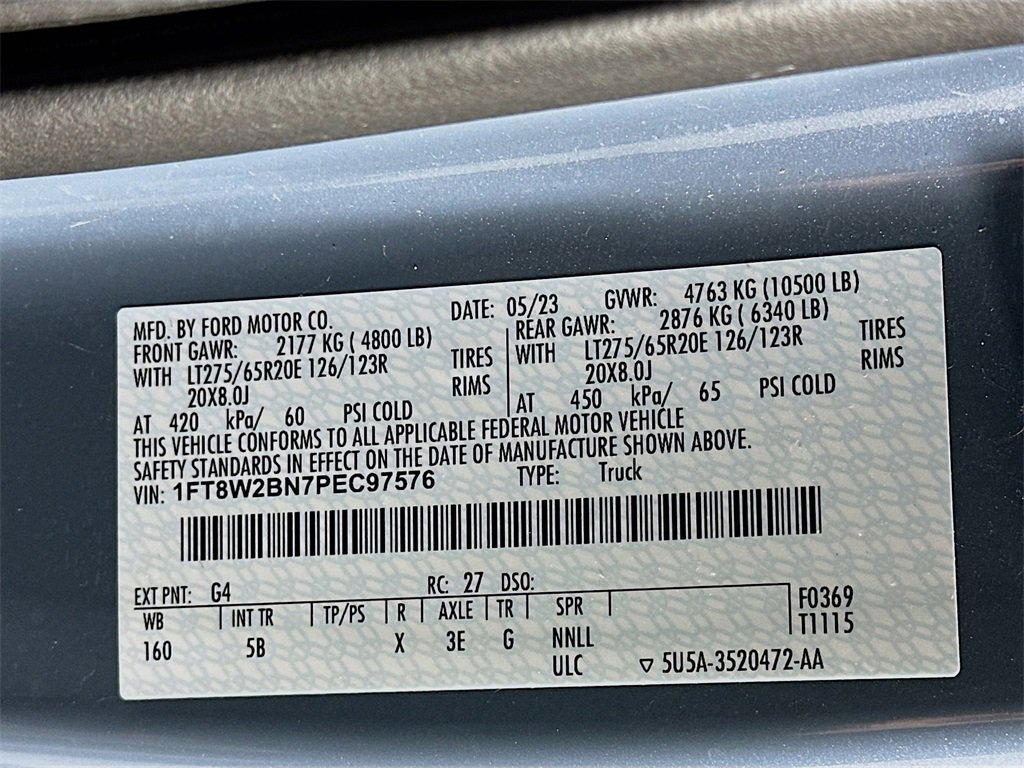 MFD. BY FORD MOTOR CO. DATE: 05/23 GVWR: 4763 KG (10500 LB)
FRONT GAWR: 2177 KG ( 4800 LB) REAR GAWR: 2876 KG ( 6340 LB)
WITH LT275/65R20E 126/123R TIRES WITH LT275/65R20E 126/123R TIRES
20X8.0J RIMS 20X8.0J RIMS
AT 420 kPa/ 60 PSI COLD AT 450 kPa/ 65 PSI COLD
THIS VEHICLE CONFORMS TO ALL APPLICABLE FEDERAL MOTOR VEHICLE
SAFETY STANDARDS IN EFFECT ON THE DATE OF MANUFACTURE SHOWN ABOVE.
VIN: 1FT8W2BN7PEC97576 TYPE: Truck
EXT PNT: G4 RC: 27 DSO:
WB INT TR TP/PS R AXLE TR SPR F0369
160 5B X 3E G NNLL T1115
ULC ▽ 5U5A-3520472-AA